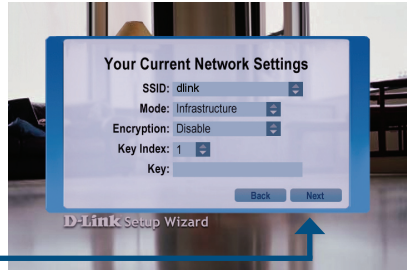 Your Current Network Settings
SSID: dlink
Mode: Infrastructure
Encryption: Disable
Key Index: 1
Key:
Back Next
D-Link Setup Wizard